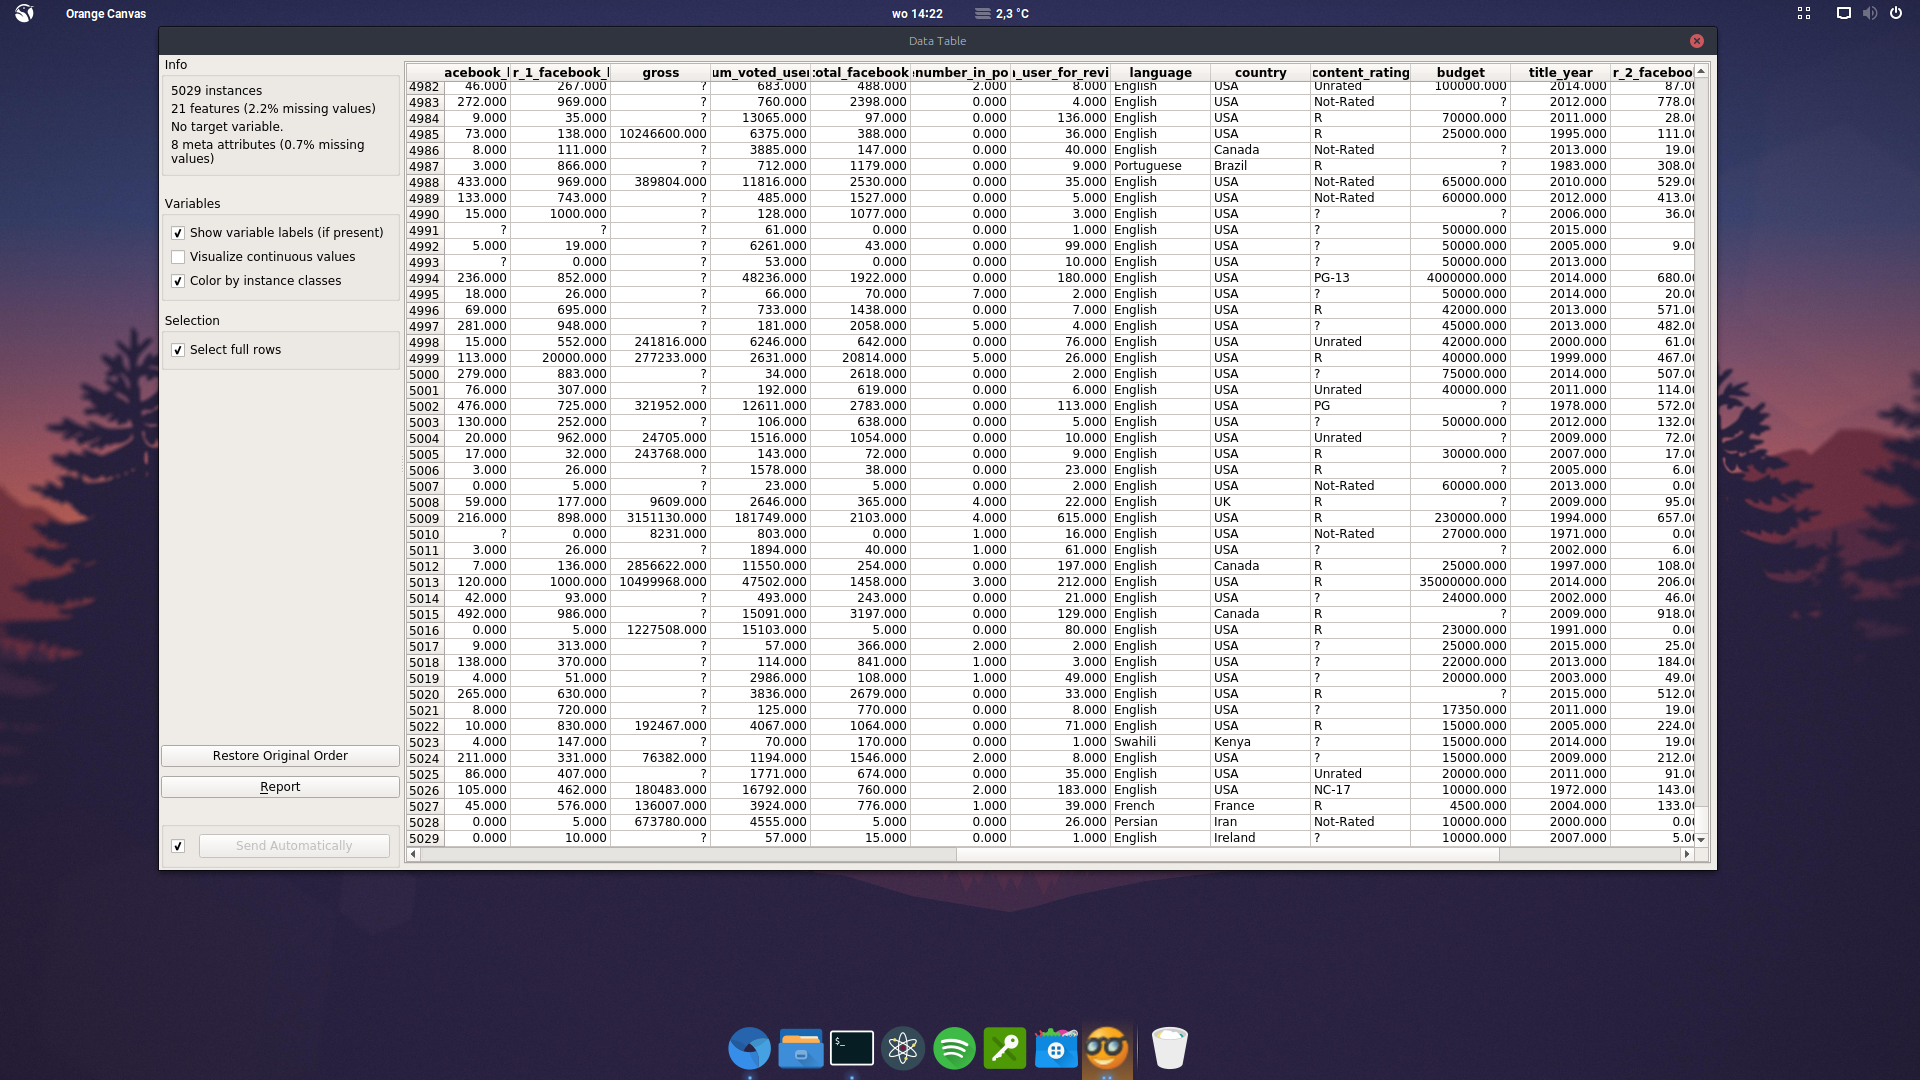 Orange Canvas
wo 14:22
2,3 °C
Data Table
Info
5029 instances
21 features (2.2% missing values)
No target variable.
8 meta attributes (0.7% missing
values)
Variables
Show variable labels (if present)
Visualize continuous values
Color by instance classes
Selection
Select full rows
Restore Original Order
Report
Send Automatically
acebook_l r_1_facebook_l gross um_voted_user total_facebook enumber_in_po _user_for_revi language country content_rating budget title_year r_2_faceboo
4982 46.000 267.000 ? 683.000 488.000 2.000 8.000 English USA Unrated 100000.000 2014.000 87.0
4983 272.000 969.000 ? 760.000 2398.000 0.000 4.000 English USA Not-Rated ? 2012.000 778.0
4984 9.000 35.000 ? 13065.000 97.000 0.000 136.000 English USA R 70000.000 2011.000 28.0
4985 73.000 138.000 10246600.000 6375.000 388.000 0.000 36.000 English USA R 25000.000 1995.000 111.0
4986 8.000 111.000 ? 3885.000 147.000 0.000 40.000 English Canada Not-Rated ? 2013.000 19.0
4987 3.000 866.000 ? 712.000 1179.000 0.000 9.000 Portuguese Brazil R ? 1983.000 308.0
4988 433.000 969.000 389804.000 11816.000 2530.000 0.000 35.000 English USA Not-Rated 65000.000 2010.000 529.0
4989 133.000 743.000 ? 485.000 1527.000 0.000 5.000 English USA Not-Rated 60000.000 2012.000 413.0
4990 15.000 1000.000 ? 128.000 1077.000 0.000 3.000 English USA ? ? 2006.000 36.0
4991 ? ? ? 61.000 0.000 0.000 1.000 English USA ? 50000.000 2015.000
4992 5.000 19.000 ? 6261.000 43.000 0.000 99.000 English USA ? 50000.000 2005.000 9.0
4993 ? 0.000 ? 53.000 0.000 0.000 10.000 English USA ? 50000.000 2013.000
4994 236.000 852.000 ? 48236.000 1922.000 0.000 180.000 English USA PG-13 4000000.000 2014.000 680.0
4995 18.000 26.000 ? 66.000 70.000 7.000 2.000 English USA ? 50000.000 2014.000 20.0
4996 69.000 695.000 ? 733.000 1438.000 0.000 7.000 English USA R 42000.000 2013.000 571.0
4997 281.000 948.000 ? 181.000 2058.000 5.000 4.000 English USA ? 45000.000 2013.000 482.0
4998 15.000 552.000 241816.000 6246.000 642.000 0.000 76.000 English USA Unrated 42000.000 2000.000 61.0
4999 113.000 20000.000 277233.000 2631.000 20814.000 5.000 26.000 English USA R 40000.000 1999.000 467.0
5000 279.000 883.000 ? 34.000 2618.000 0.000 2.000 English USA ? 75000.000 2014.000 507.0
5001 76.000 307.000 ? 192.000 619.000 0.000 6.000 English USA Unrated 40000.000 2011.000 114.0
5002 476.000 725.000 321952.000 12611.000 2783.000 0.000 113.000 English USA PG ? 1978.000 572.0
5003 130.000 252.000 ? 106.000 638.000 0.000 5.000 English USA ? 50000.000 2012.000 132.0
5004 20.000 962.000 24705.000 1516.000 1054.000 0.000 10.000 English USA Unrated ? 2009.000 72.0
5005 17.000 32.000 243768.000 143.000 72.000 0.000 9.000 English USA R 30000.000 2007.000 17.0
5006 3.000 26.000 ? 1578.000 38.000 0.000 23.000 English USA R ? 2005.000 6.0
5007 0.000 5.000 ? 23.000 5.000 0.000 2.000 English USA Not-Rated 60000.000 2013.000 0.0
5008 59.000 177.000 9609.000 2646.000 365.000 4.000 22.000 English UK R ? 2009.000 95.0
5009 216.000 898.000 3151130.000 181749.000 2103.000 4.000 615.000 English USA R 230000.000 1994.000 657.0
5010 ? 0.000 8231.000 803.000 0.000 1.000 16.000 English USA Not-Rated 27000.000 1971.000 0.0
5011 3.000 26.000 ? 1894.000 40.000 1.000 61.000 English USA ? ? 2002.000 6.0
5012 7.000 136.000 2856622.000 11550.000 254.000 0.000 197.000 English Canada R 25000.000 1997.000 108.0
5013 120.000 1000.000 10499968.000 47502.000 1458.000 3.000 212.000 English USA R 35000000.000 2014.000 206.0
5014 42.000 93.000 ? 493.000 243.000 0.000 21.000 English USA ? 24000.000 2002.000 46.0
5015 492.000 986.000 ? 15091.000 3197.000 0.000 129.000 English Canada R ? 2009.000 918.0
5016 0.000 5.000 1227508.000 15103.000 5.000 0.000 80.000 English USA R 23000.000 1991.000 0.0
5017 9.000 313.000 ? 57.000 366.000 2.000 2.000 English USA ? 25000.000 2015.000 25.0
5018 138.000 370.000 ? 114.000 841.000 1.000 3.000 English USA ? 22000.000 2013.000 184.0
5019 4.000 51.000 ? 2986.000 108.000 1.000 49.000 English USA ? 20000.000 2003.000 49.0
5020 265.000 630.000 ? 3836.000 2679.000 0.000 33.000 English USA R ? 2015.000 512.0
5021 8.000 720.000 ? 125.000 770.000 0.000 8.000 English USA ? 17350.000 2011.000 19.0
5022 10.000 830.000 192467.000 4067.000 1064.000 0.000 71.000 English USA R 15000.000 2005.000 224.0
5023 4.000 147.000 ? 70.000 170.000 0.000 1.000 Swahili Kenya ? 15000.000 2014.000 19.0
5024 211.000 331.000 76382.000 1194.000 1546.000 2.000 8.000 English USA ? 15000.000 2009.000 212.0
5025 86.000 407.000 ? 1771.000 674.000 0.000 35.000 English USA Unrated 20000.000 2011.000 91.0
5026 105.000 462.000 180483.000 16792.000 760.000 2.000 183.000 English USA NC-17 10000.000 1972.000 143.0
5027 45.000 576.000 136007.000 3924.000 776.000 1.000 39.000 French France R 4500.000 2004.000 133.0
5028 0.000 5.000 673780.000 4555.000 5.000 0.000 26.000 Persian Iran Not-Rated 10000.000 2000.000 0.0
5029 0.000 10.000 ? 57.000 15.000 0.000 1.000 English Ireland ? 10000.000 2007.000 5.0
$_